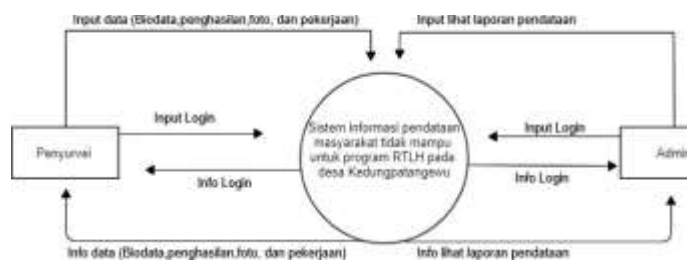 Input data (Biodata,penghasilan,foto, dan pekerjaan)
Input lihat laporan pendataan
Input Login
Sistem Informasi pendataan
masyarakat tidak mampu
untuk program RTLH pada
desa Kedungpatangewu
Input Login
Penyurvei
Admin
Info Login
Info Login
Info data (Biodata,penghasilan,foto, dan pekerjaan)
Info lihat laporan pendataan